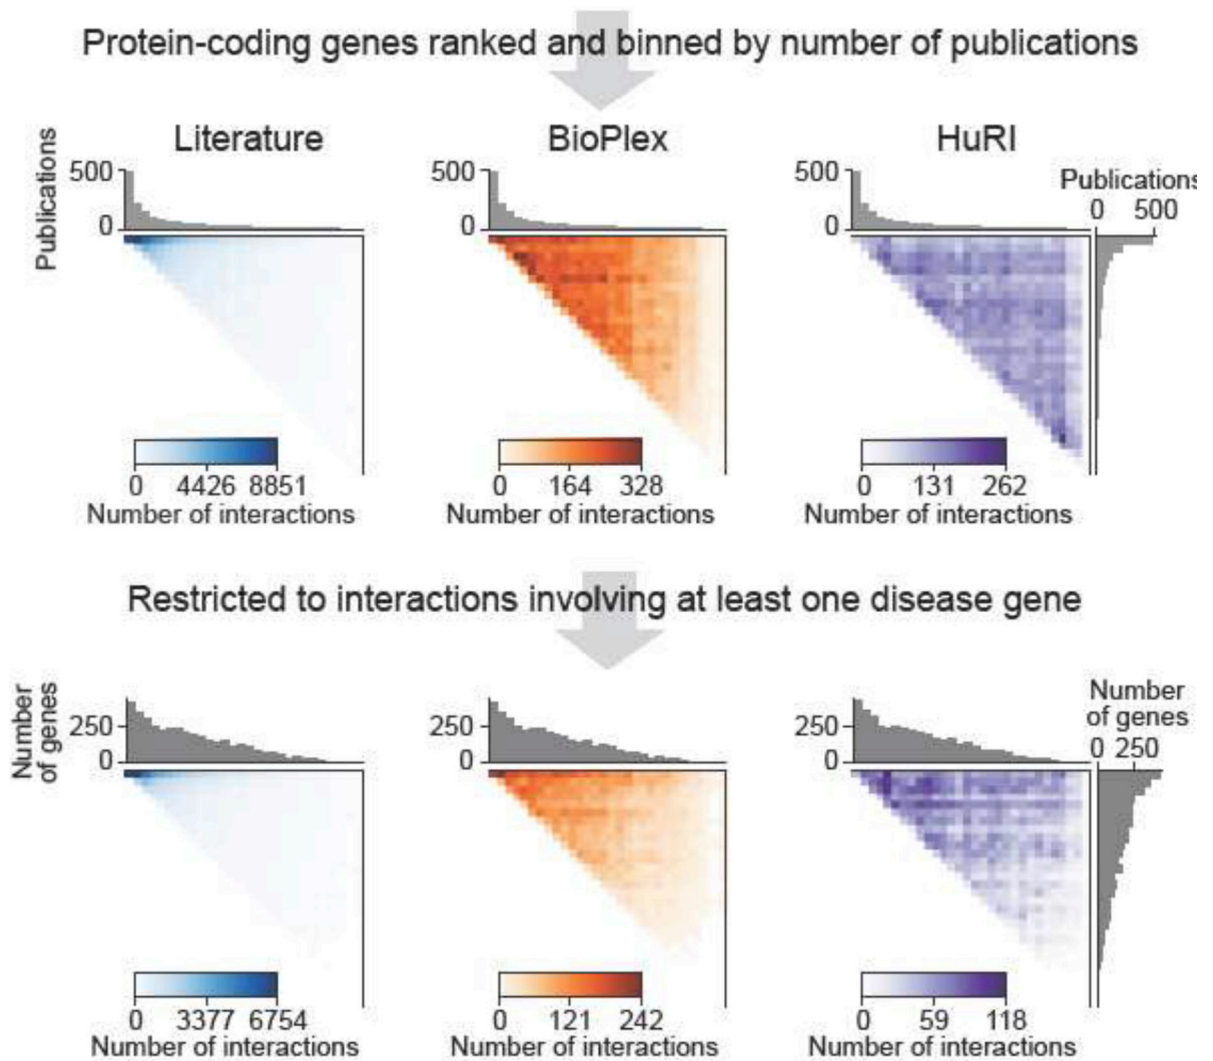 Protein-coding genes ranked and binned by number of publications
Literature
BioPlex
HuRI
Publications
500
0
500
0
500
0
Publications
0 500
0 4426 8851
Number of interactions
0 164 328
Number of interactions
0 131 262
Number of interactions
Restricted to interactions involving at least one disease gene
Number
of genes
250
0
250
0
250
0
Number
of genes
0 250
0 3377 6754
Number of interactions
0 121 242
Number of interactions
0 59 118
Number of interactions